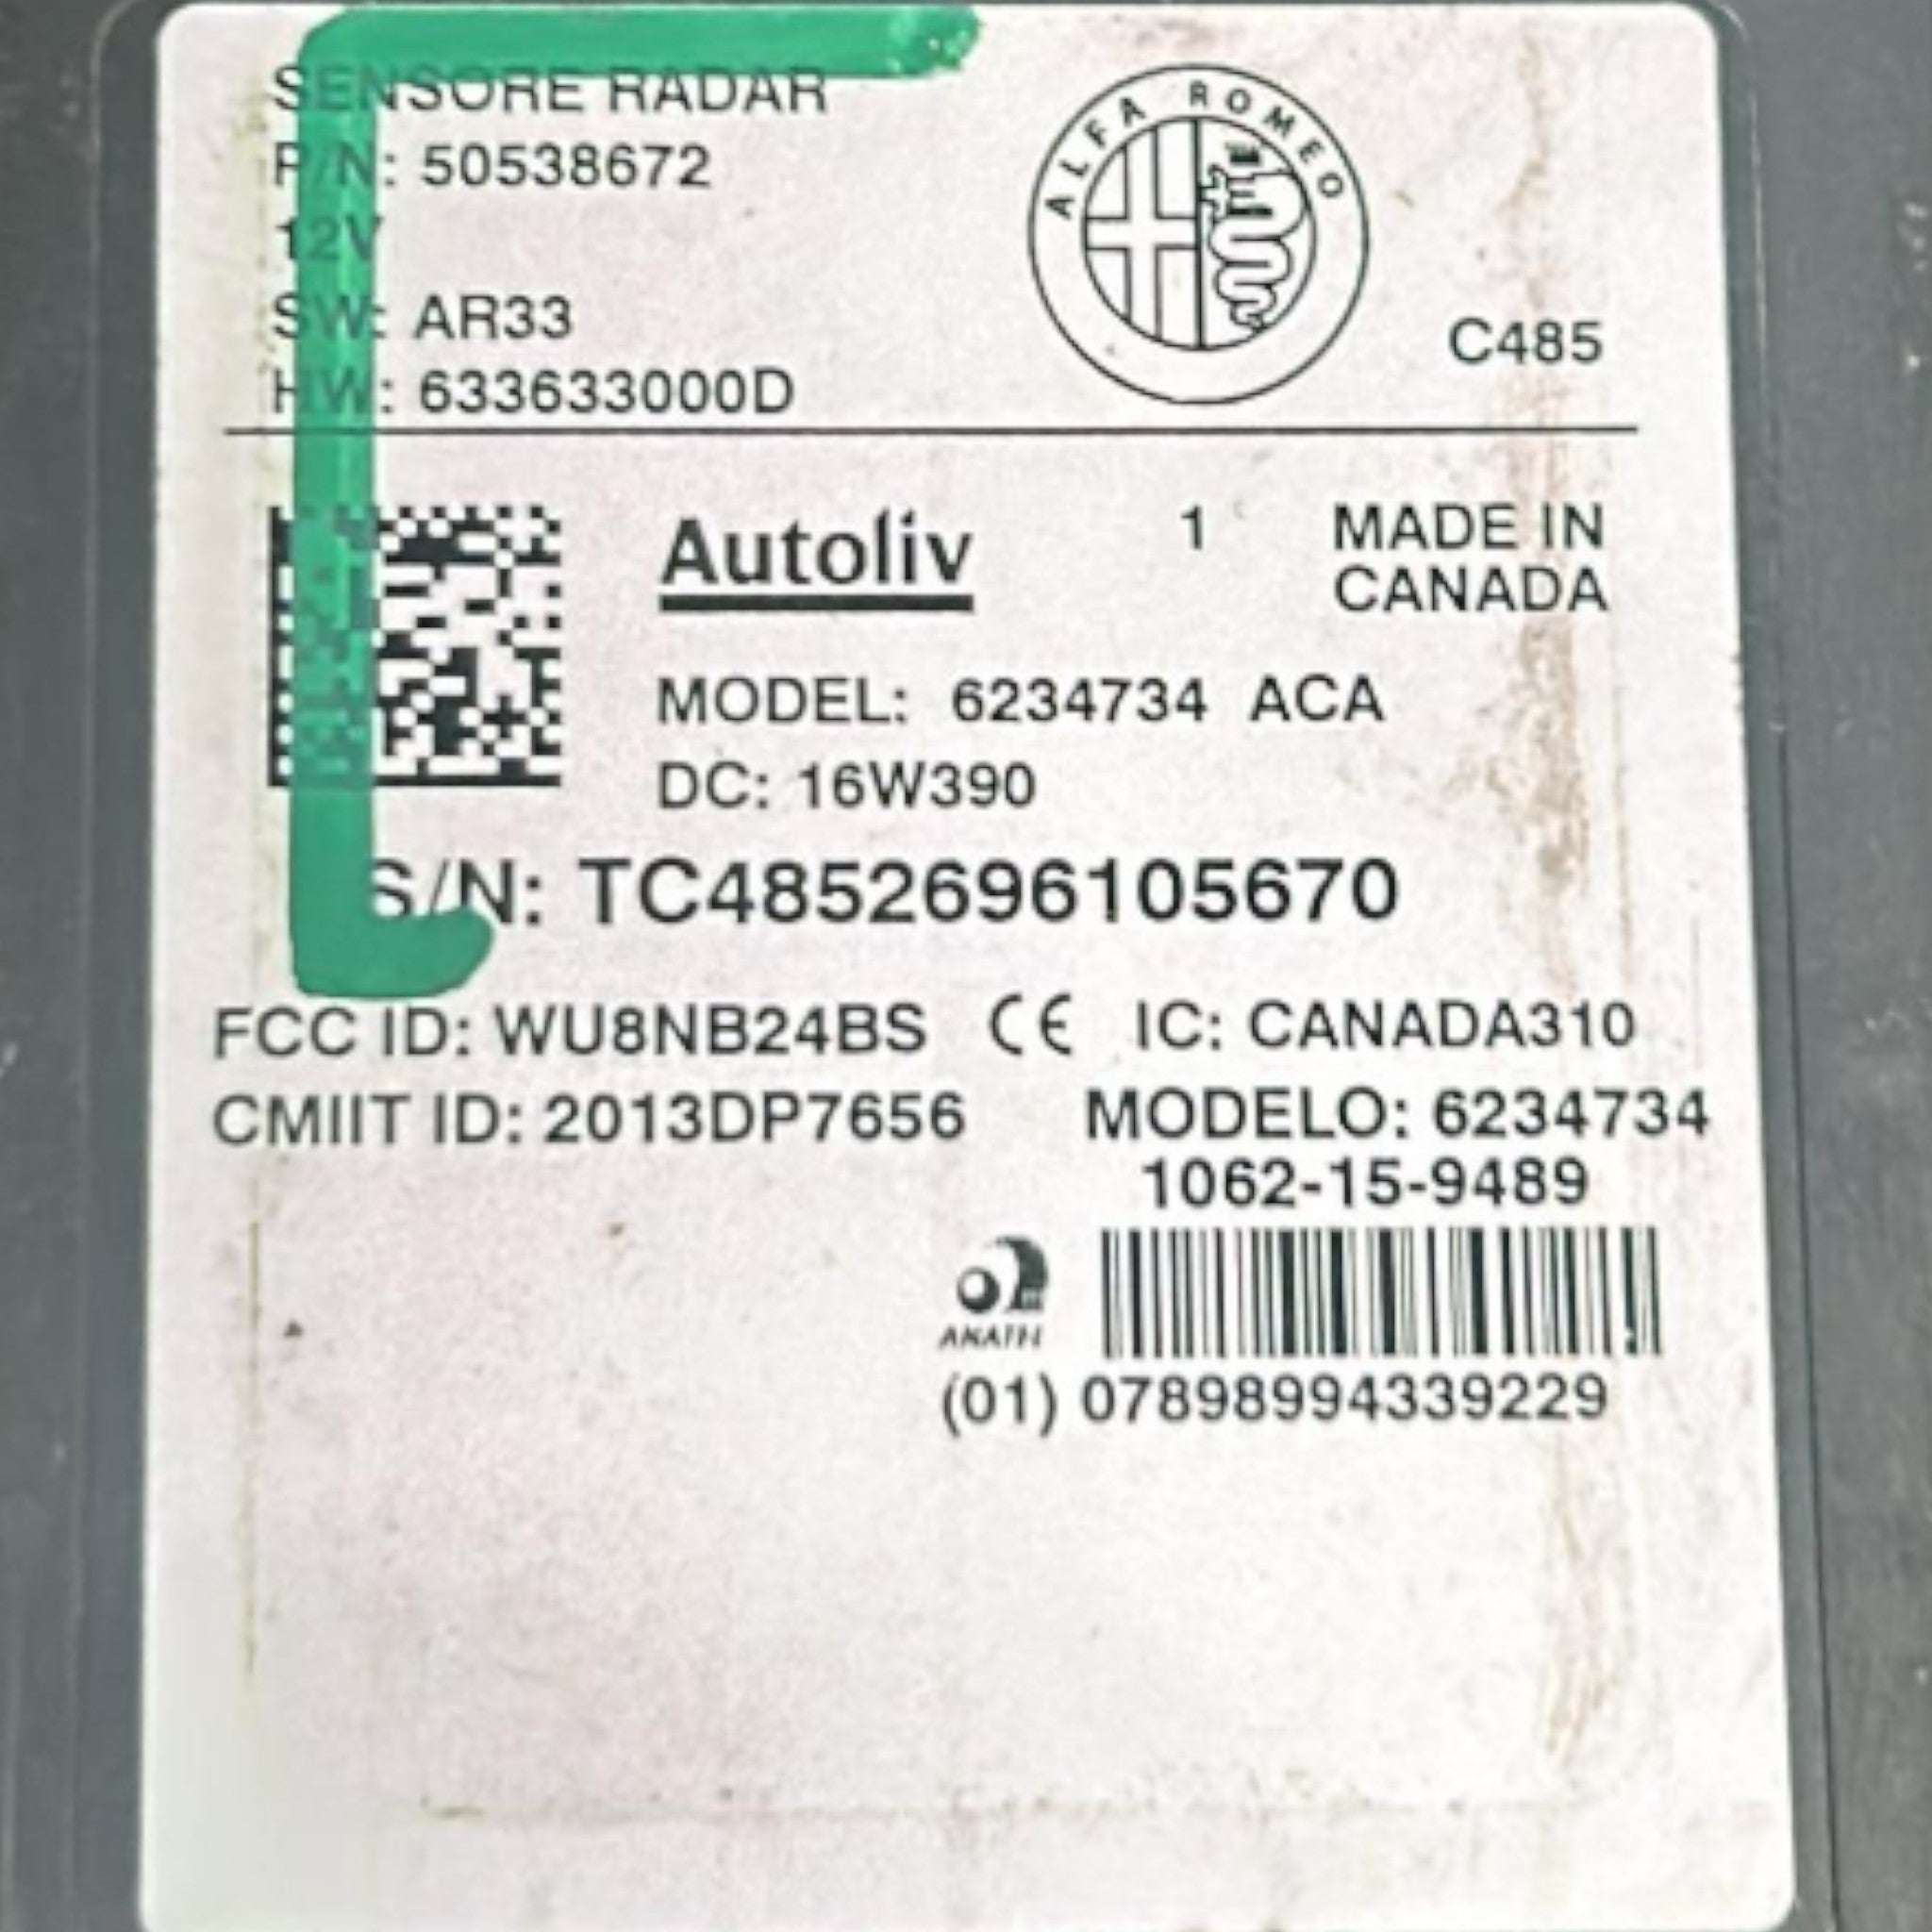 SENSORE RADAR
P/N: 50538672
12V
SW: AR33
HW: 633633000D
ALFA ROMEO
C485
Autoliv
1
MADE IN
CANADA
MODEL: 6234734 ACA
DC: 16W390
S/N: TC4852696105670
FCC ID: WU8NB24BS CE IC: CANADA310
CMIIT ID: 2013DP7656
MODELO: 6234734
1062-15-9489
(01) 07898994339229